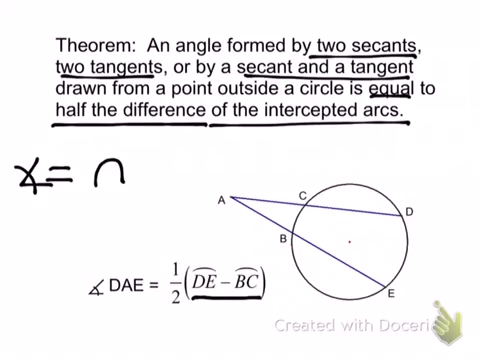 Theorem: An angle formed by two secants,
two tangents, or by a secant and a tangent
drawn from a point outside a circle is equal to
half the difference of the intercepted arcs.
∡= ∩
A
C
D
B
E
∡ DAE = 1/2(DE – BC)
Created with Doceri